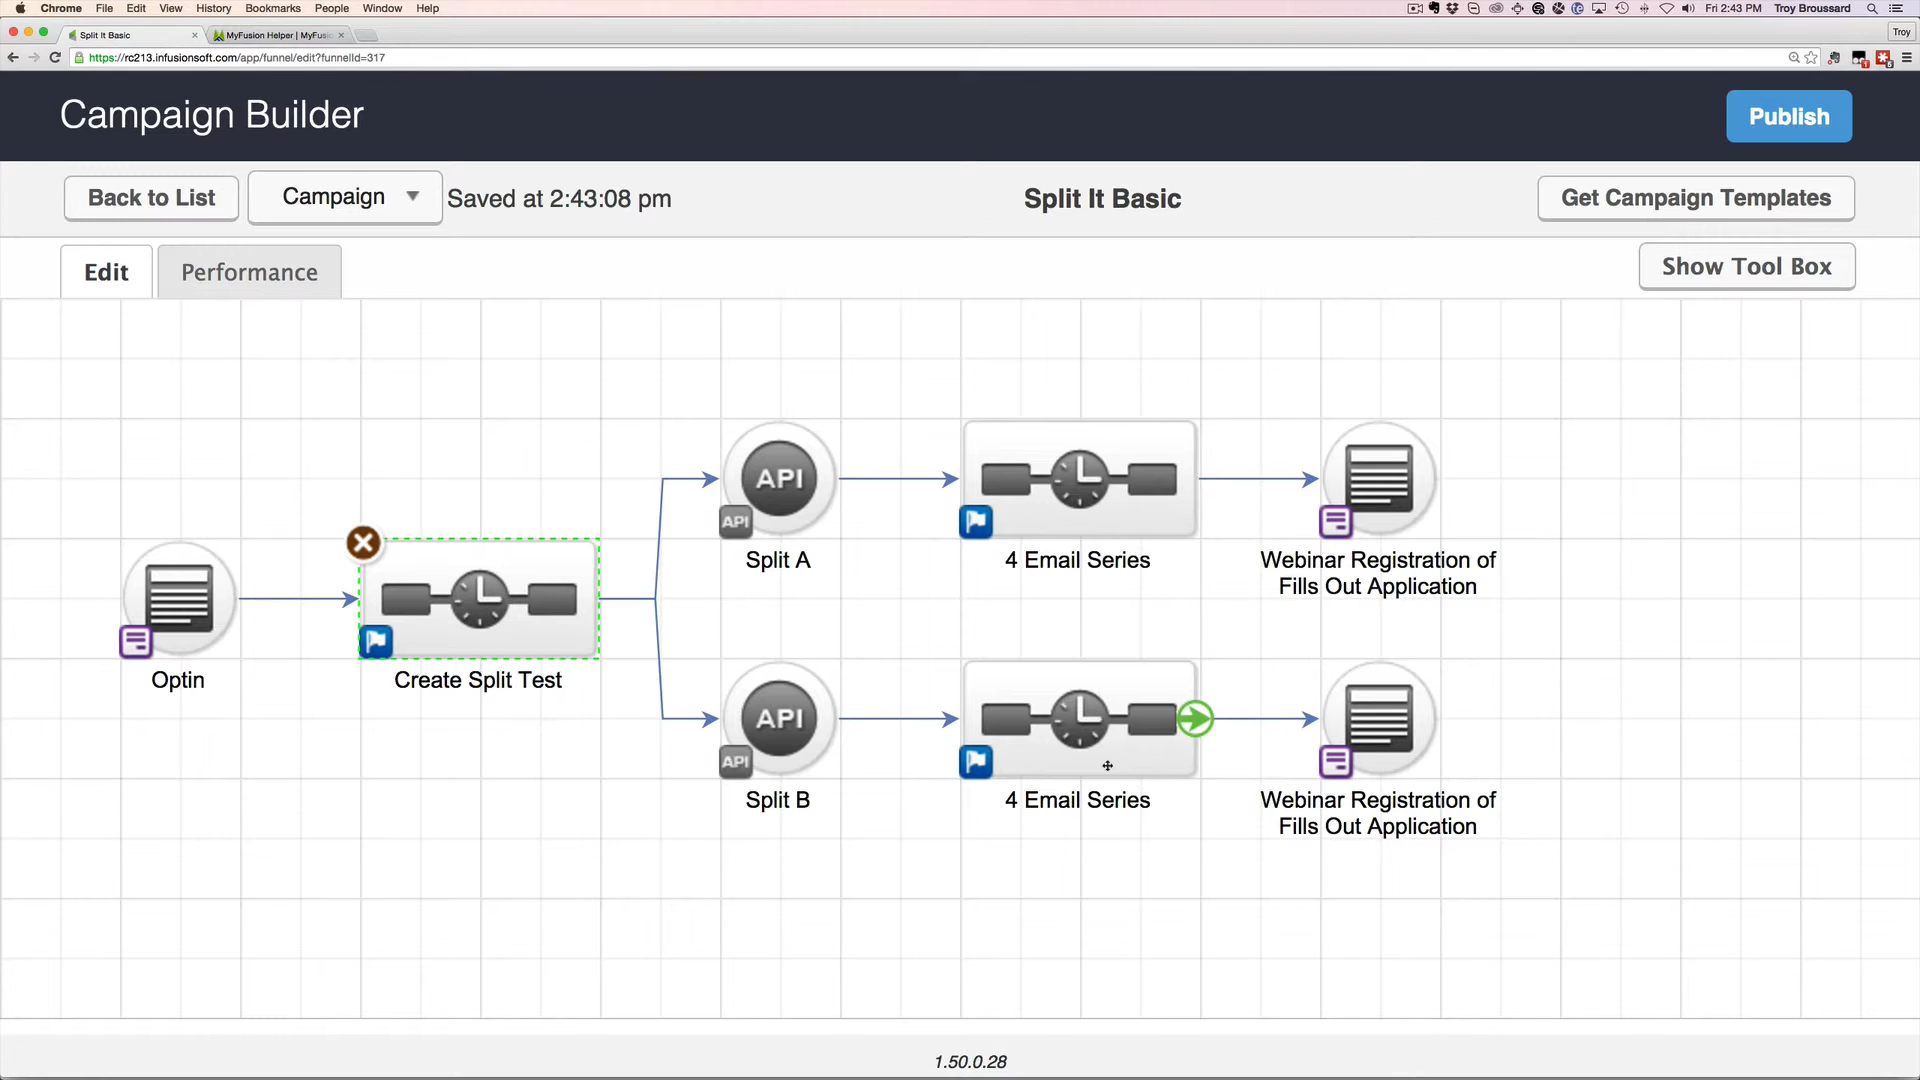 Chrome File Edit View History Bookmarks People Window Help Fri 2:43 PM Troy Broussard
Split It Basic MyFusion Helper | MyFusi Troy
https://rc213.infusionsoft.com/app/funnel/edit?funnelId=317
Campaign Builder Publish
Back to List Campaign Saved at 2:43:08 pm Split It Basic Get Campaign Templates
Edit Performance Show Tool Box
API
API
Split A 4 Email Series Webinar Registration of
Fills Out Application
Optin Create Split Test
API
API
Split B 4 Email Series Webinar Registration of
Fills Out Application
1.50.0.28